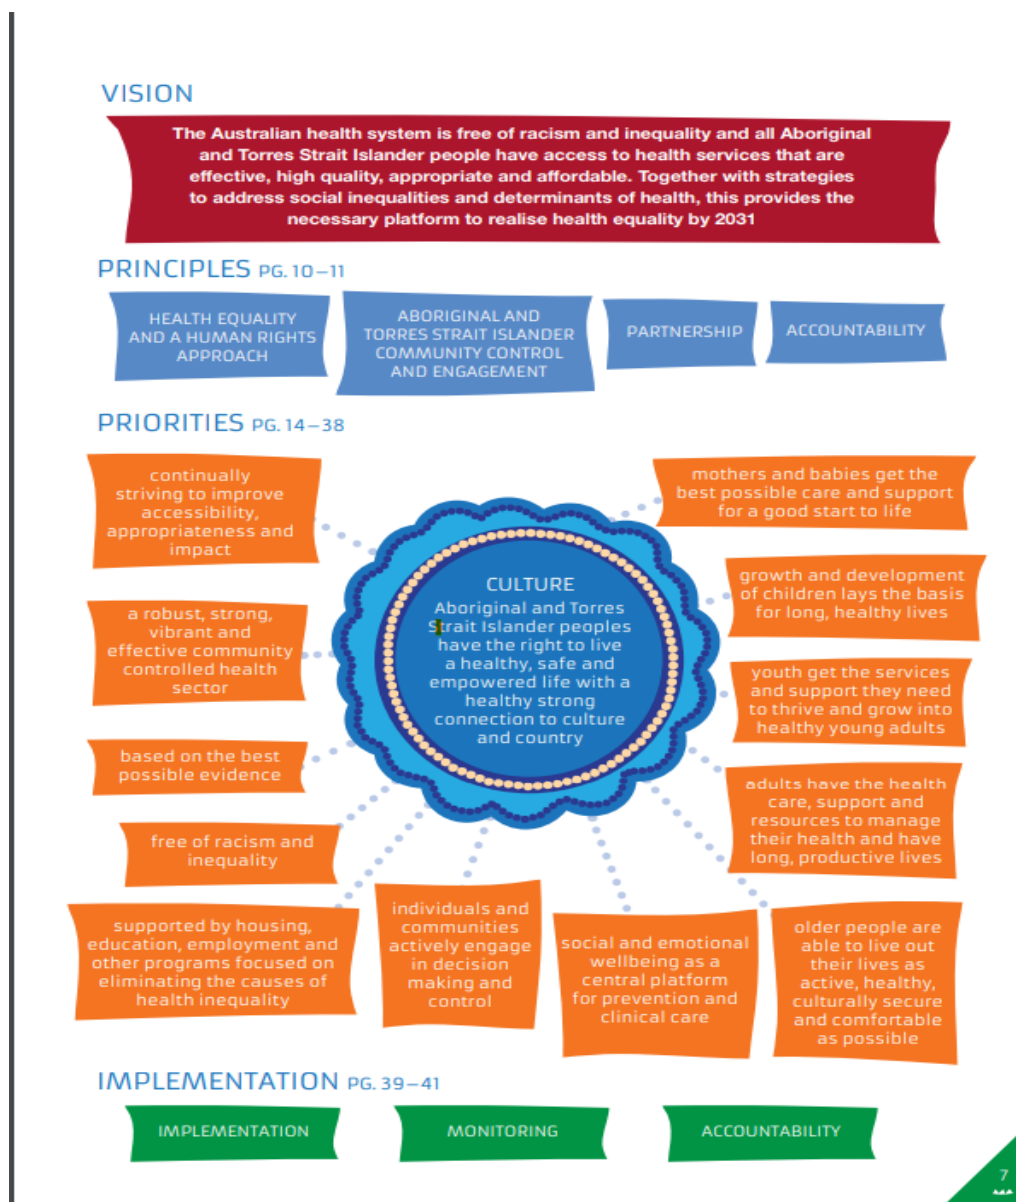 VISION
The Australian health system is free of racism and inequality and all Aboriginal
and Torres Strait Islander people have access to health services that are
effective, high quality, appropriate and affordable. Together with strategies
to address social inequalities and determinants of health, this provides the
necessary platform to realise health equality by 2031
PRINCIPLES PG. 10–11
HEALTH EQUALITY
AND A HUMAN RIGHTS
APPROACH
ABORIGINAL AND
TORRES STRAIT ISLANDER
COMMUNITY CONTROL
AND ENGAGEMENT
PARTNERSHIP
ACCOUNTABILITY
PRIORITIES PG. 14–38
continually
striving to improve
accessibility,
appropriateness and
impact
a robust, strong,
vibrant and
effective community
controlled health
sector
based on the best
possible evidence
free of racism and
inequality
supported by housing,
education, employment and
other programs focused on
eliminating the causes of
health inequality
CULTURE
Aboriginal and Torres
Strait Islander peoples
have the right to live
a healthy, safe and
empowered life with a
healthy strong
connection to culture
and country
mothers and babies get the
best possible care and support
for a good start to life
growth and development
of children lays the basis
for long, healthy lives
youth get the services
and support they need
to thrive and grow into
healthy young adults
adults have the health
care, support and
resources to manage
their health and have
long, productive lives
individuals and
communities
actively engage
in decision
making and
control
social and emotional
wellbeing as a
central platform
for prevention and
clinical care
older people are
able to live out
their lives as
active, healthy,
culturally secure
and comfortable
as possible
IMPLEMENTATION PG. 39–41
IMPLEMENTATION
MONITORING
ACCOUNTABILITY
7